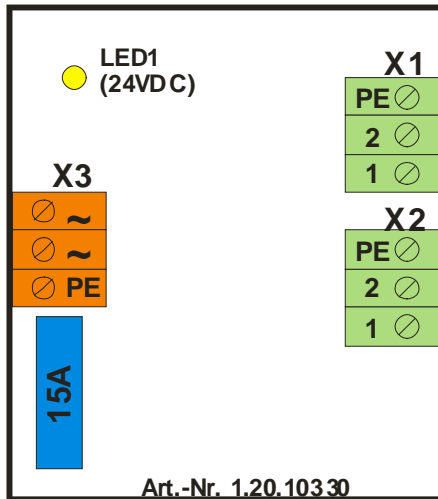 LED1
(24VDC)
X1
PE
2
1
X3
~
~
PE
X2
PE
2
1
15A
Art.-Nr. 1.20.10330